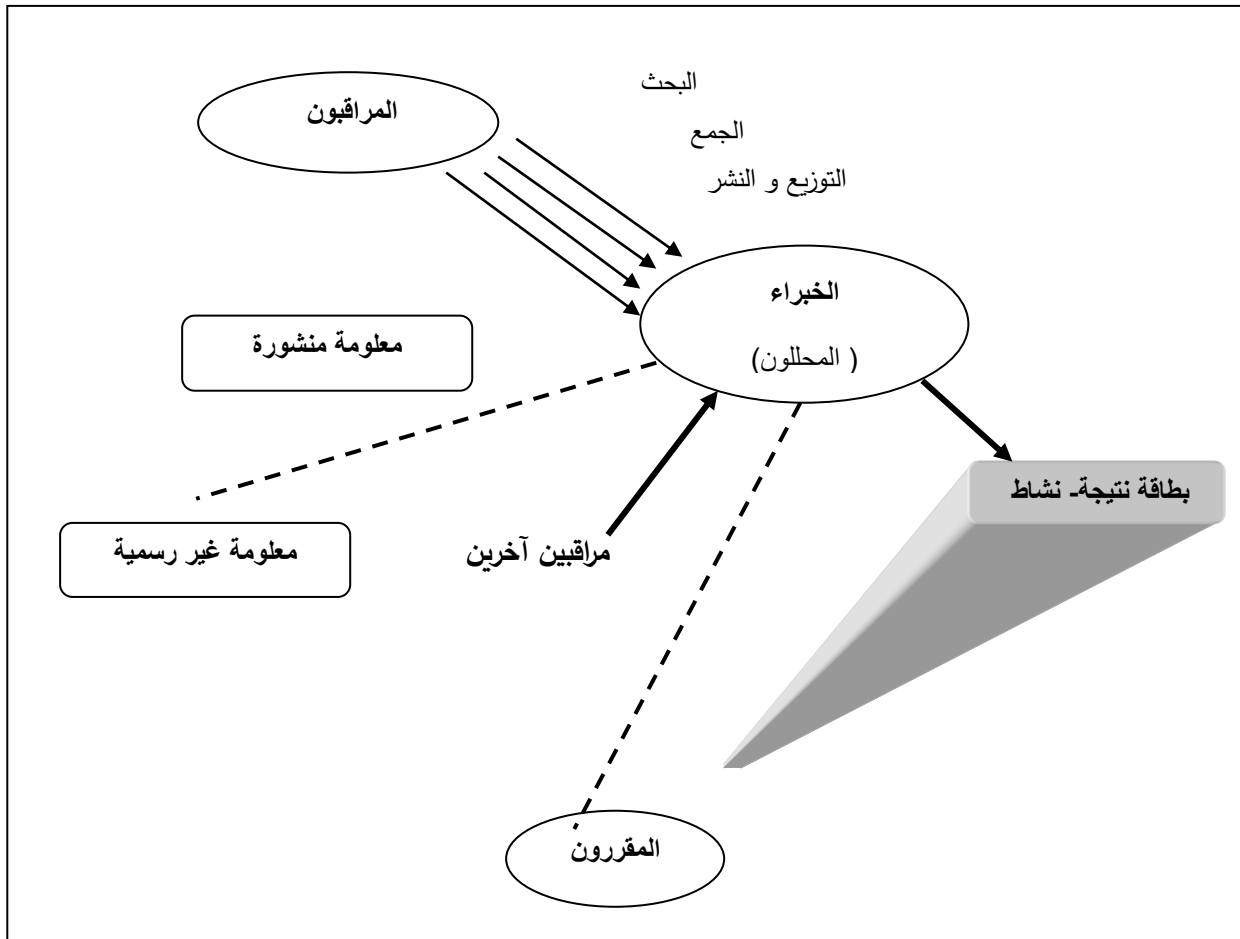 البحث
المراقبون
الجمع
التوزيع و النشر
الخبراء
( المحللون)
معلومة منشورة
بطاقة نتيجة- نشاط
معلومة غير رسمية
مراقبين آخرين
المقررون